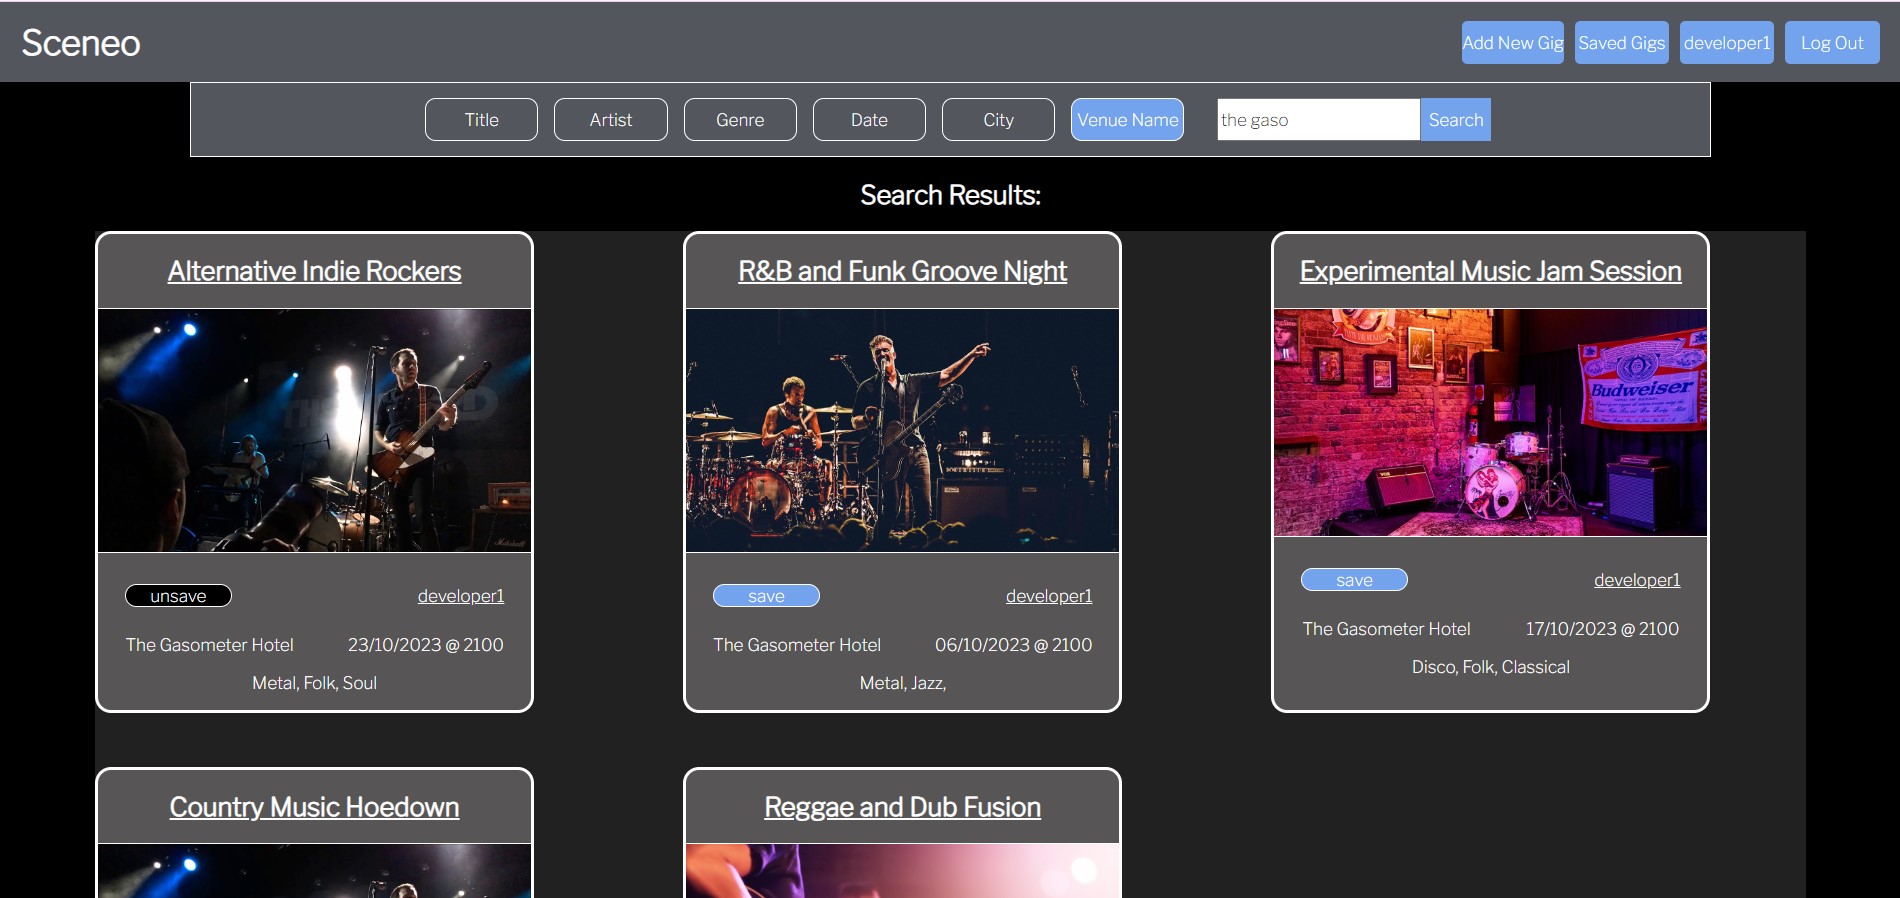 Sceneo
Add New Gig
Saved Gigs
developer1
Log Out
Title
Artist
Genre
Date
City
Venue Name
the gaso
Search
Search Results:
Alternative Indie Rockers
unsave
developer1
The Gasometer Hotel
23/10/2023 @ 2100
Metal, Folk, Soul
R&B and Funk Groove Night
save
developer1
The Gasometer Hotel
06/10/2023 @ 2100
Metal, Jazz,
Experimental Music Jam Session
Budweiser
save
developer1
The Gasometer Hotel
17/10/2023 @ 2100
Disco, Folk, Classical
Country Music Hoedown
Reggae and Dub Fusion